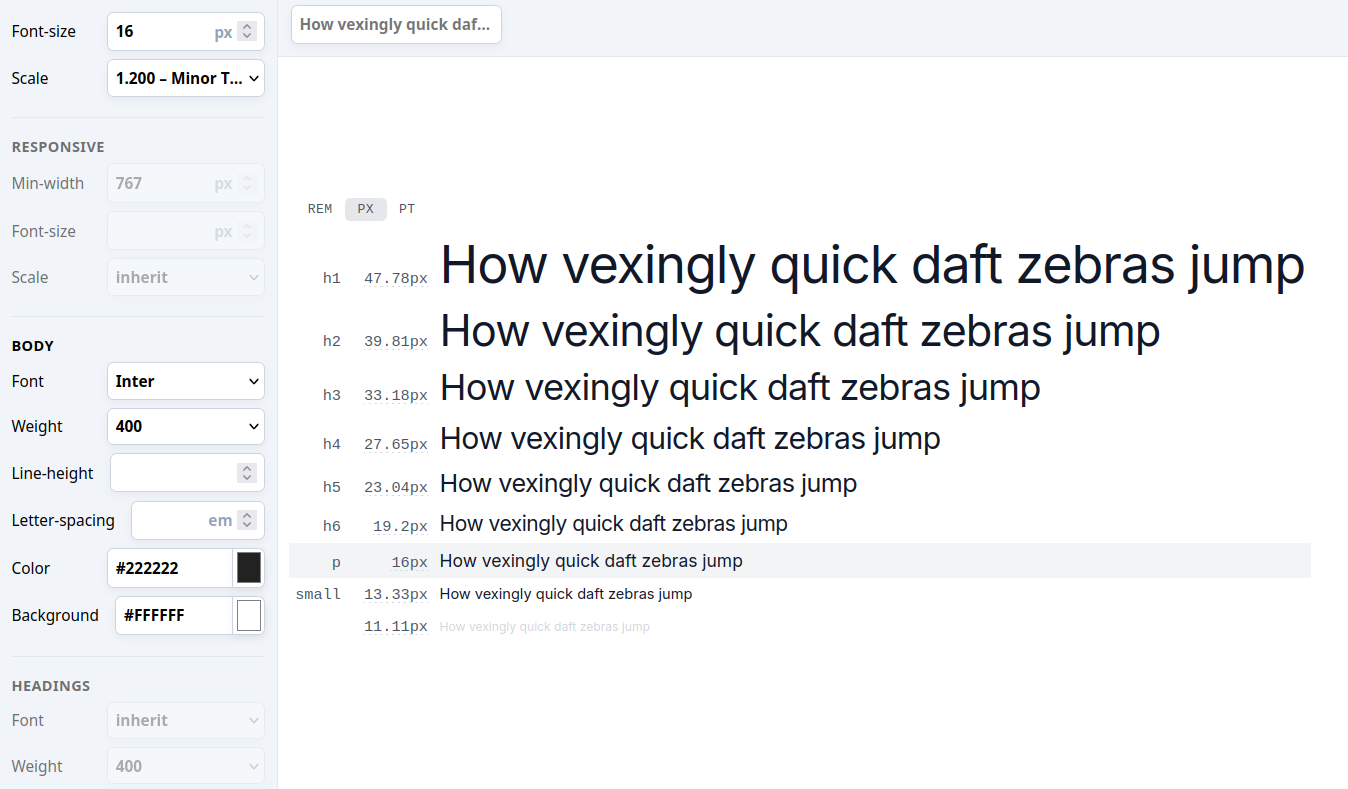 Font-size 16 px
Scale 1.200 – Minor T...
RESPONSIVE
Min-width 767 px
Font-size px
Scale inherit
BODY
Font Inter
Weight 400
Line-height
Letter-spacing em
Color #222222
Background #FFFFFF
HEADINGS
Font inherit
Weight 400
How vexingly quick daf...
REM PX PT
h1 47.78px How vexingly quick daft zebras jump
h2 39.81px How vexingly quick daft zebras jump
h3 33.18px How vexingly quick daft zebras jump
h4 27.65px How vexingly quick daft zebras jump
h5 23.04px How vexingly quick daft zebras jump
h6 19.2px How vexingly quick daft zebras jump
p 16px How vexingly quick daft zebras jump
small 13.33px How vexingly quick daft zebras jump
11.11px How vexingly quick daft zebras jump